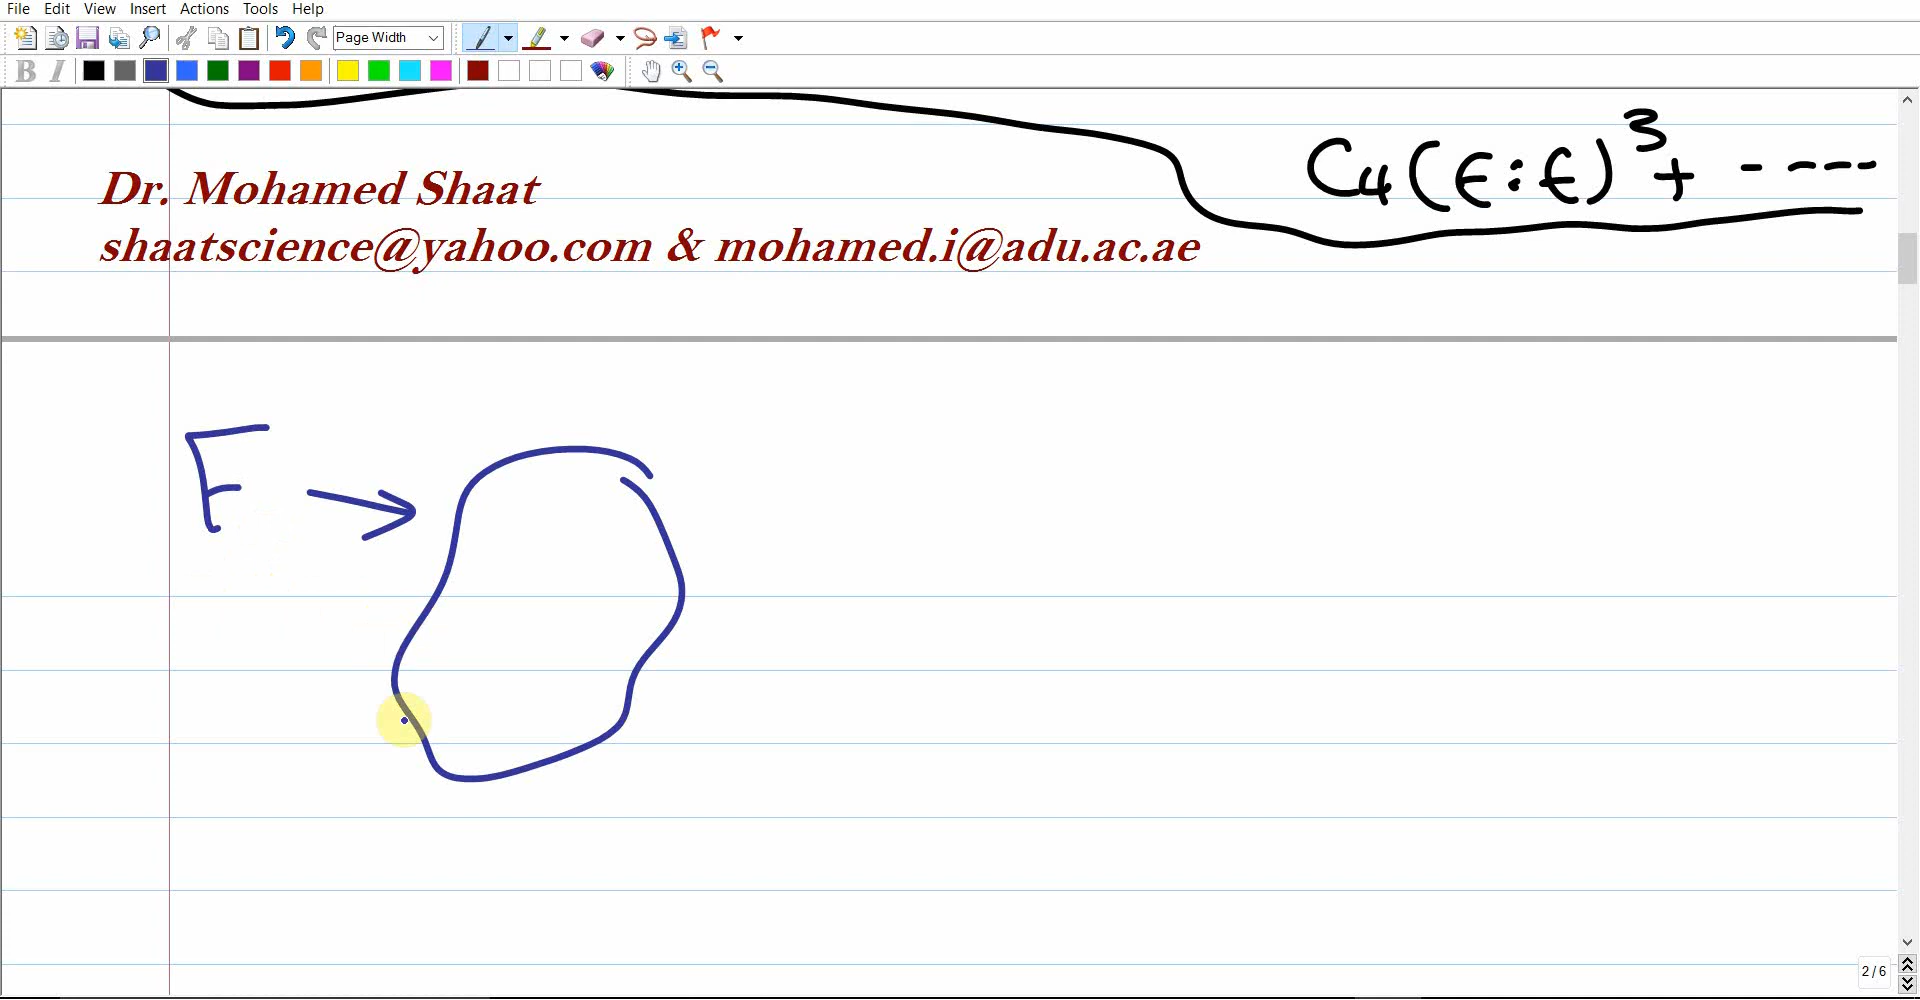 File Edit View Insert Actions Tools Help
Page Width
B I
C4(ϵ:ϵ)³+ - ----
Dr. Mohamed Shaat
shaatscience@yahoo.com & mohamed.i@adu.ac.ae
F
2/6